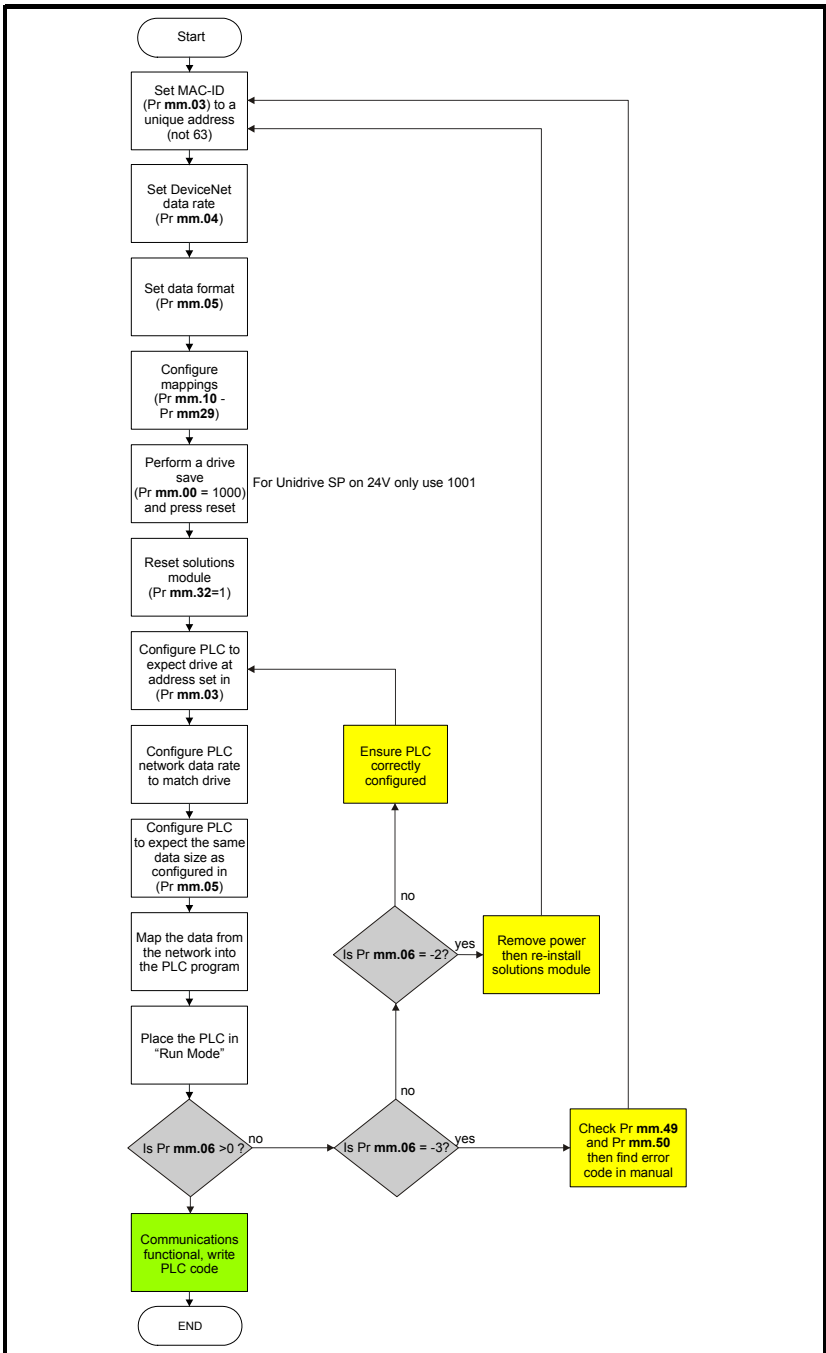 Start
Set MAC-ID
(Pr mm.03) to a
unique address
(not 63)
Set DeviceNet
data rate
(Pr mm.04)
Set data format
(Pr mm.05)
Configure
mappings
(Pr mm.10 -
Pr mm29)
Perform a drive
save
(Pr mm.00 = 1000)
and press reset
For Unidrive SP on 24V only use 1001
Reset solutions
module
(Pr mm.32=1)
Configure PLC to
expect drive at
address set in
(Pr mm.03)
Configure PLC
network data rate
to match drive
Ensure PLC
correctly
configured
Configure PLC
to expect the same
data size as
configured in
(Pr mm.05)
no
Map the data from
the network into
the PLC program
Is Pr mm.06 = -2?
yes
Remove power
then re-install
solutions module
Place the PLC in
“Run Mode”
no
Is Pr mm.06 >0 ?
no
Is Pr mm.06 = -3?
yes
Check Pr mm.49
and Pr mm.50
then find error
code in manual
Communications
functional, write
PLC code
END